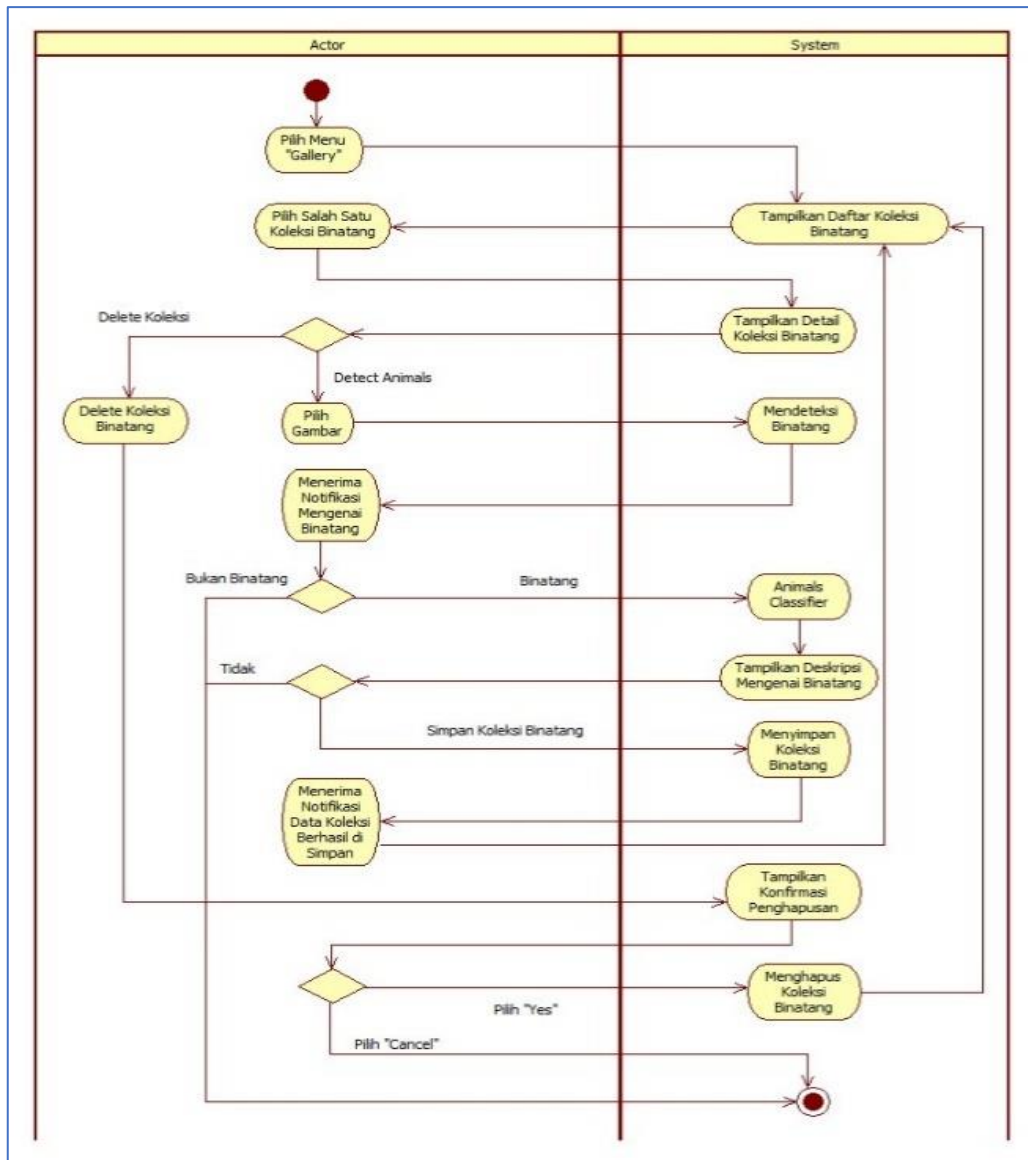 Actor
System
Pilih Menu
"Gallery"
Pilih Salah Satu
Koleksi Binatang
Tampilkan Daftar Koleksi
Binatang
Delete Koleksi
Tampilkan Detail
Koleksi Binatang
Detect Animals
Delete Koleksi
Binatang
Pilih
Gambar
Mendeteksi
Binatang
Menerima
Notifikasi
Mengenai
Binatang
Bukan Binatang
Binatang
Animals
Classifier
Tidak
Tampilkan Deskripsi
Mengenai Binatang
Simpan Koleksi Binatang
Menyimpan
Koleksi
Binatang
Menerima
Notifikasi
Data Koleksi
Berhasil di
Simpan
Tampilkan
Konfirmasi
Penghapusan
Menghapus
Koleksi
Binatang
Pilih "Yes"
Pilih "Cancel"